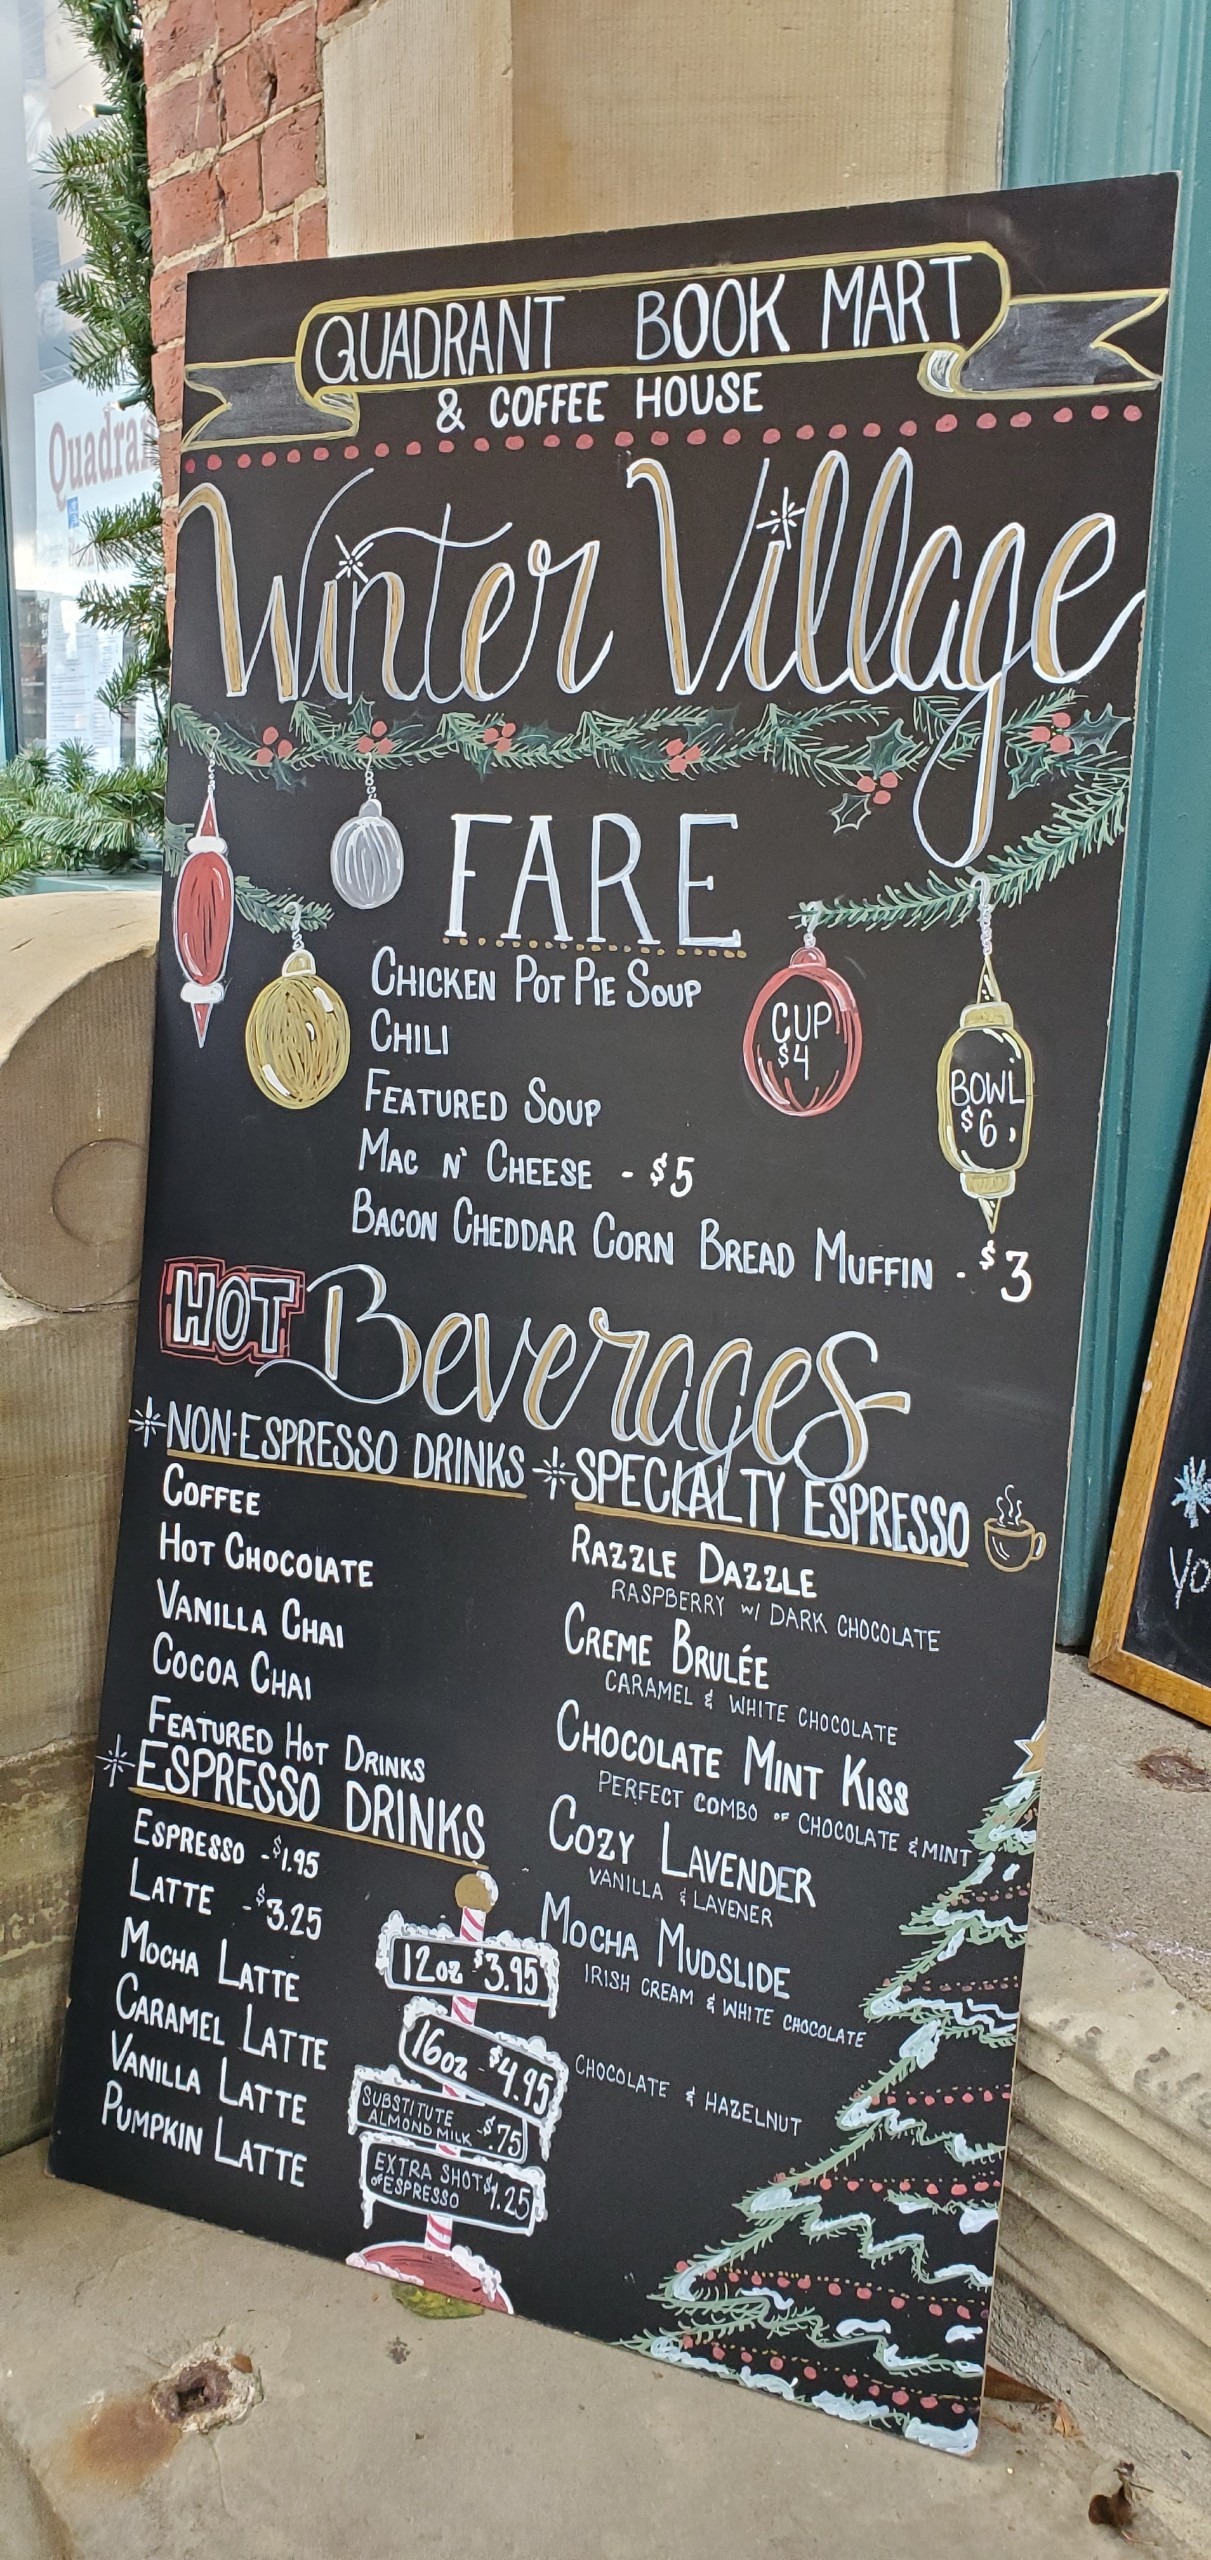 QUADRANT BOOK MART
& COFFEE HOUSE
Quadran
Winter Village
FARE
CHICKEN POT PIE SOUP
CHILI
FEATURED SOUP
CUP
$4
BOWL
$6
MAC N' CHEESE - $5
BACON CHEDDAR CORN BREAD MUFFIN - $3
HOT Beverages
NON-ESPRESSO DRINKS
COFFEE
HOT CHOCOLATE
VANILLA CHAI
COCOA CHAI
FEATURED HOT DRINKS
ESPRESSO DRINKS
ESPRESSO - $1.95
LATTE - $3.25
MOCHA LATTE
CARAMEL LATTE
VANILLA LATTE
PUMPKIN LATTE
12oz $3.95
16oz - $4.95
SUBSTITUTE
ALMOND MILK $.75
EXTRA SHOT
OF ESPRESSO $1.25
SPECIALTY ESPRESSO
RAZZLE DAZZLE
RASPBERRY W/ DARK CHOCOLATE
CREME BRULÉE
CARAMEL & WHITE CHOCOLATE
CHOCOLATE MINT KISS
PERFECT COMBO OF CHOCOLATE & MINT
COZY LAVENDER
VANILLA & LAVENER
MOCHA MUDSLIDE
IRISH CREAM & WHITE CHOCOLATE
CHOCOLATE & HAZELNUT